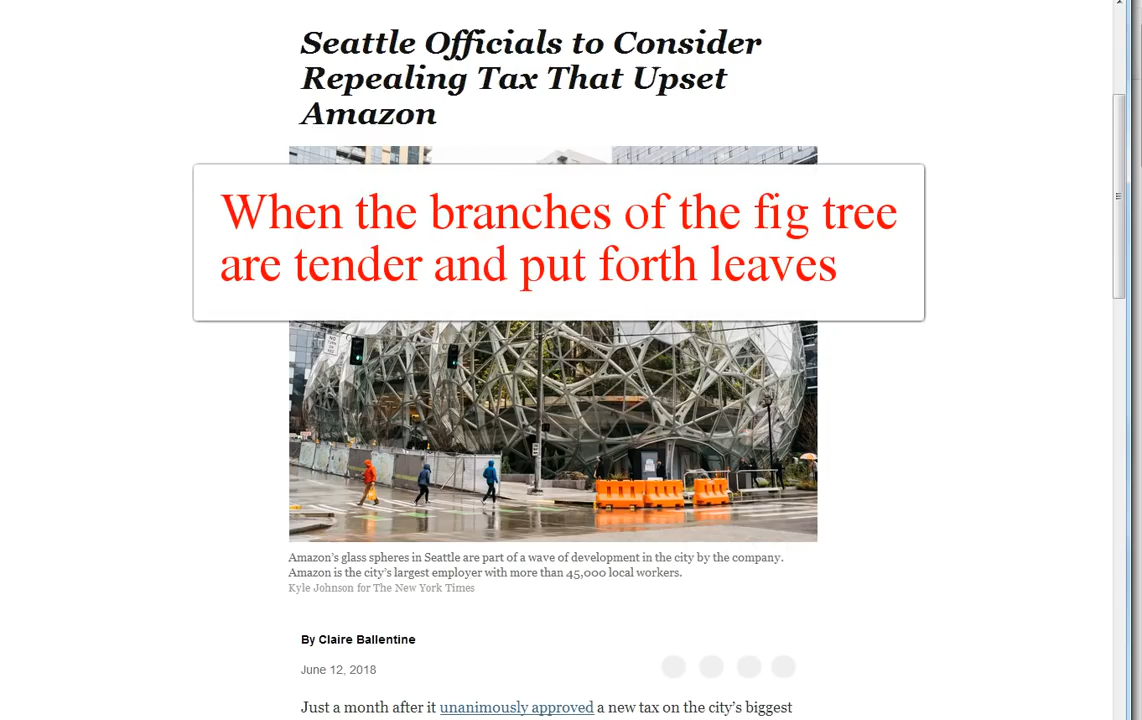 Seattle Officials to Consider
Repealing Tax That Upset
Amazon
When the branches of the fig tree
are tender and put forth leaves
Amazon's glass spheres in Seattle are part of a wave of development in the city by the company.
Amazon is the city's largest employer with more than 45,000 local workers.
Kyle Johnson for The New York Times
By Claire Ballentine
June 12, 2018
Just a month after it unanimously approved a new tax on the city's biggest